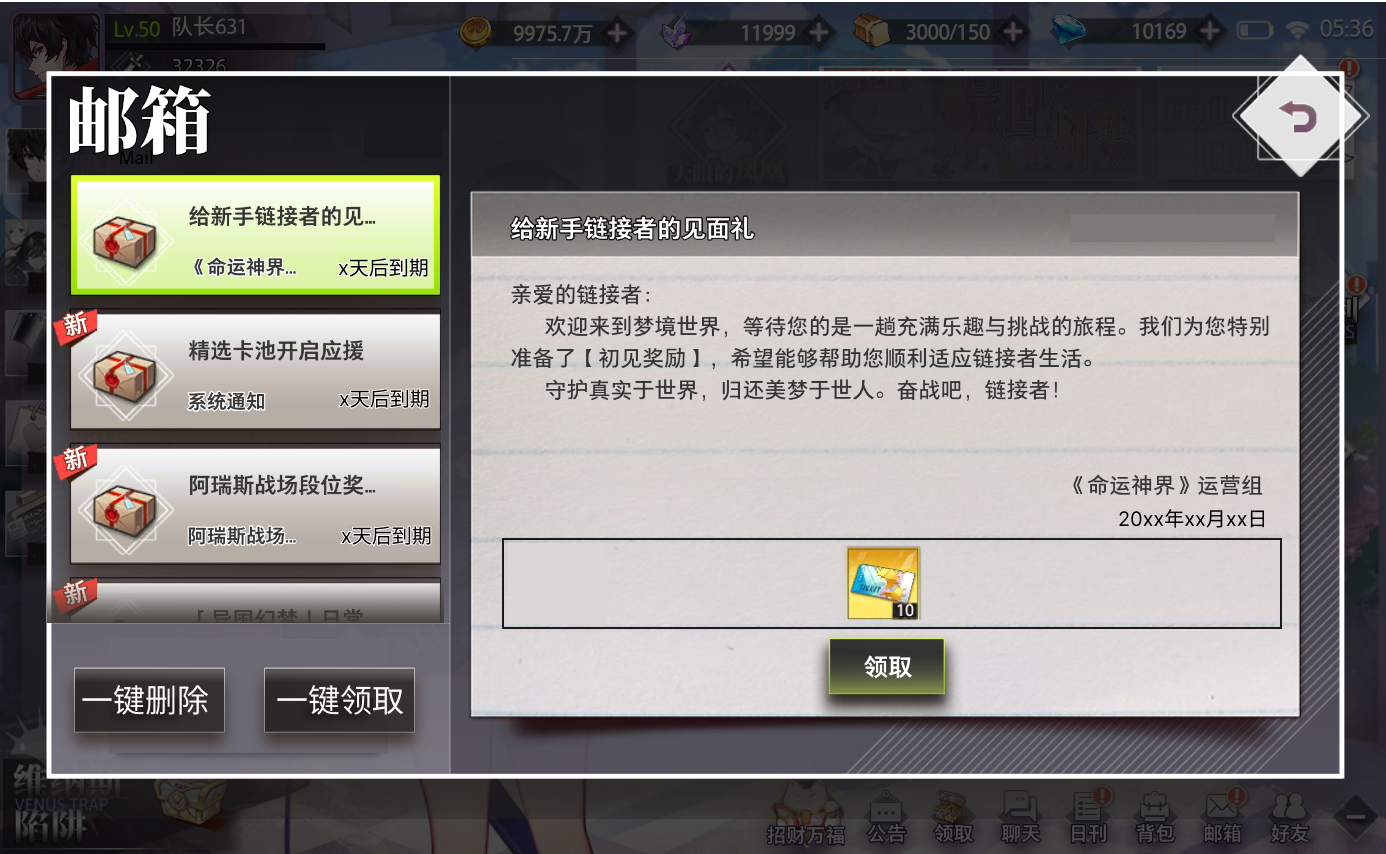 Lv.50 队长631
9975.7万
11999
3000/150
10169
05:36
32326
邮箱
Mail
给新手链接者的见...
《命运神界... x天后到期
新
精选卡池开启应援
系统通知 x天后到期
新
阿瑞斯战场段位奖...
阿瑞斯战场... x天后到期
新
一键删除 一键领取
给新手链接者的见面礼
亲爱的链接者：
欢迎来到梦境世界，等待您的是一趟充满乐趣与挑战的旅程。我们为您特别
准备了【初见奖励】，希望能够帮助您顺利适应链接者生活。
守护真实于世界，归还美梦于世人。奋战吧，链接者！
《命运神界》运营组
20xx年xx月xx日
10
领取
维纳斯
VENUS TRAP
陷阱
招财万福 公告 领取 聊天 日刊 背包 邮箱 好友